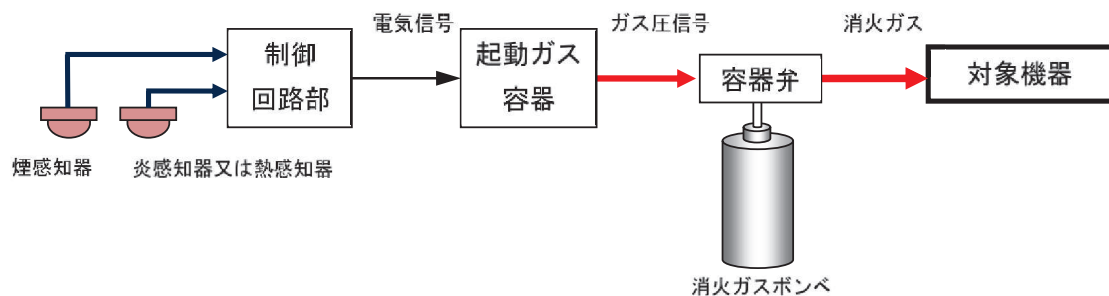 電気信号
ガス圧信号
消火ガス
制御
回路部
起動ガス
容器
容器弁
対象機器
煙感知器
炎感知器又は熱感知器
消火ガスボンベ